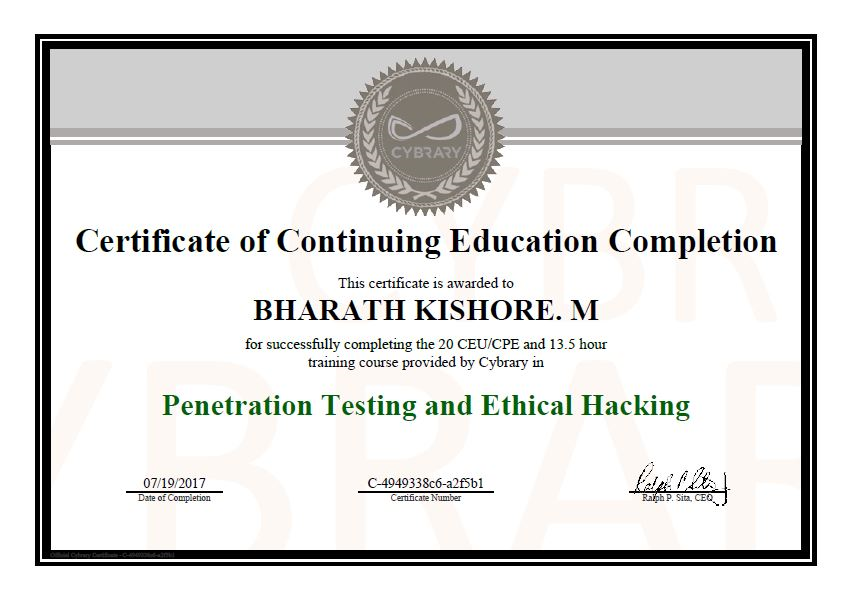 CYBRARY
Certificate of Continuing Education Completion
This certificate is awarded to
BHARATH KISHORE. M
for successfully completing the 20 CEU/CPE and 13.5 hour
training course provided by Cybrary in
Penetration Testing and Ethical Hacking
07/19/2017
Date of Completion
C-4949338c6-a2f5b1
Certificate Number
Ralph P. Sita, CEO
Official Cybrary Certificate - C-4949338c6-a2f5b1